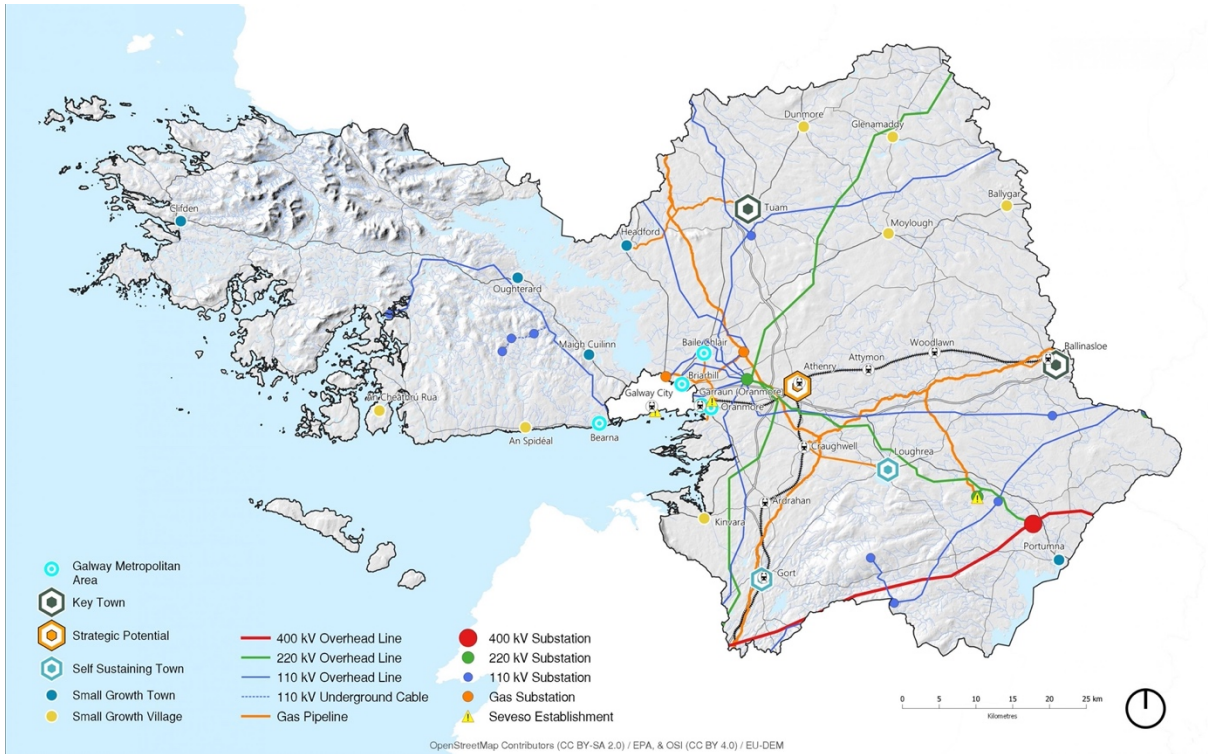 Dunmore
Glenamaddy
Ballygar
Clifden
Tuam
Moylough
Headford
Oughterard
Maigh Cuilinn
Baile Chláir
Woodlawn
Ballinasloe
Attymon
Athenry
Briarhill
Garraun (Oranmore)
Galway City
Oranmore
An Cheathrú Rua
An Spidéal
Bearna
Craughwell
Loughrea
Ardrahan
Kinvara
Portumna
Gort
Galway Metropolitan
Area
Key Town
Strategic Potential
Self Sustaining Town
Small Growth Town
Small Growth Village
400 kV Overhead Line
220 kV Overhead Line
110 kV Overhead Line
110 kV Underground Cable
Gas Pipeline
400 kV Substation
220 kV Substation
110 kV Substation
Gas Substation
Seveso Establishment
0 5 10 15 20 25 km
Kilometres
OpenStreetMap Contributors (CC BY-SA 2.0) / EPA, & OSI (CC BY 4.0) / EU-DEM